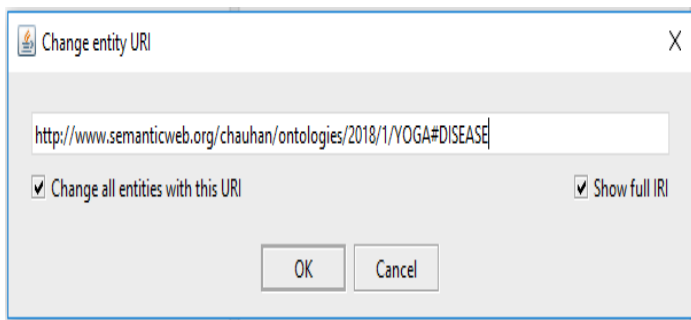 Change entity URI
http://www.semanticweb.org/chauhan/ontologies/2018/1/YOGA#DISEASE
Change all entities with this URI Show full IRI
OK Cancel